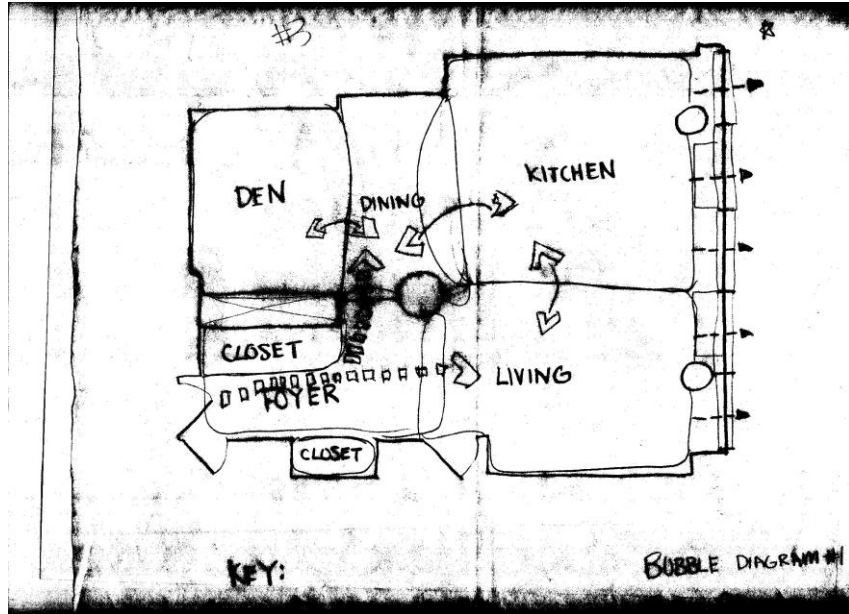 #3
DEN
DINING
KITCHEN
CLOSET
FOYER
LIVING
CLOSET
KEY:
BUBBLE DIAGRAM #1